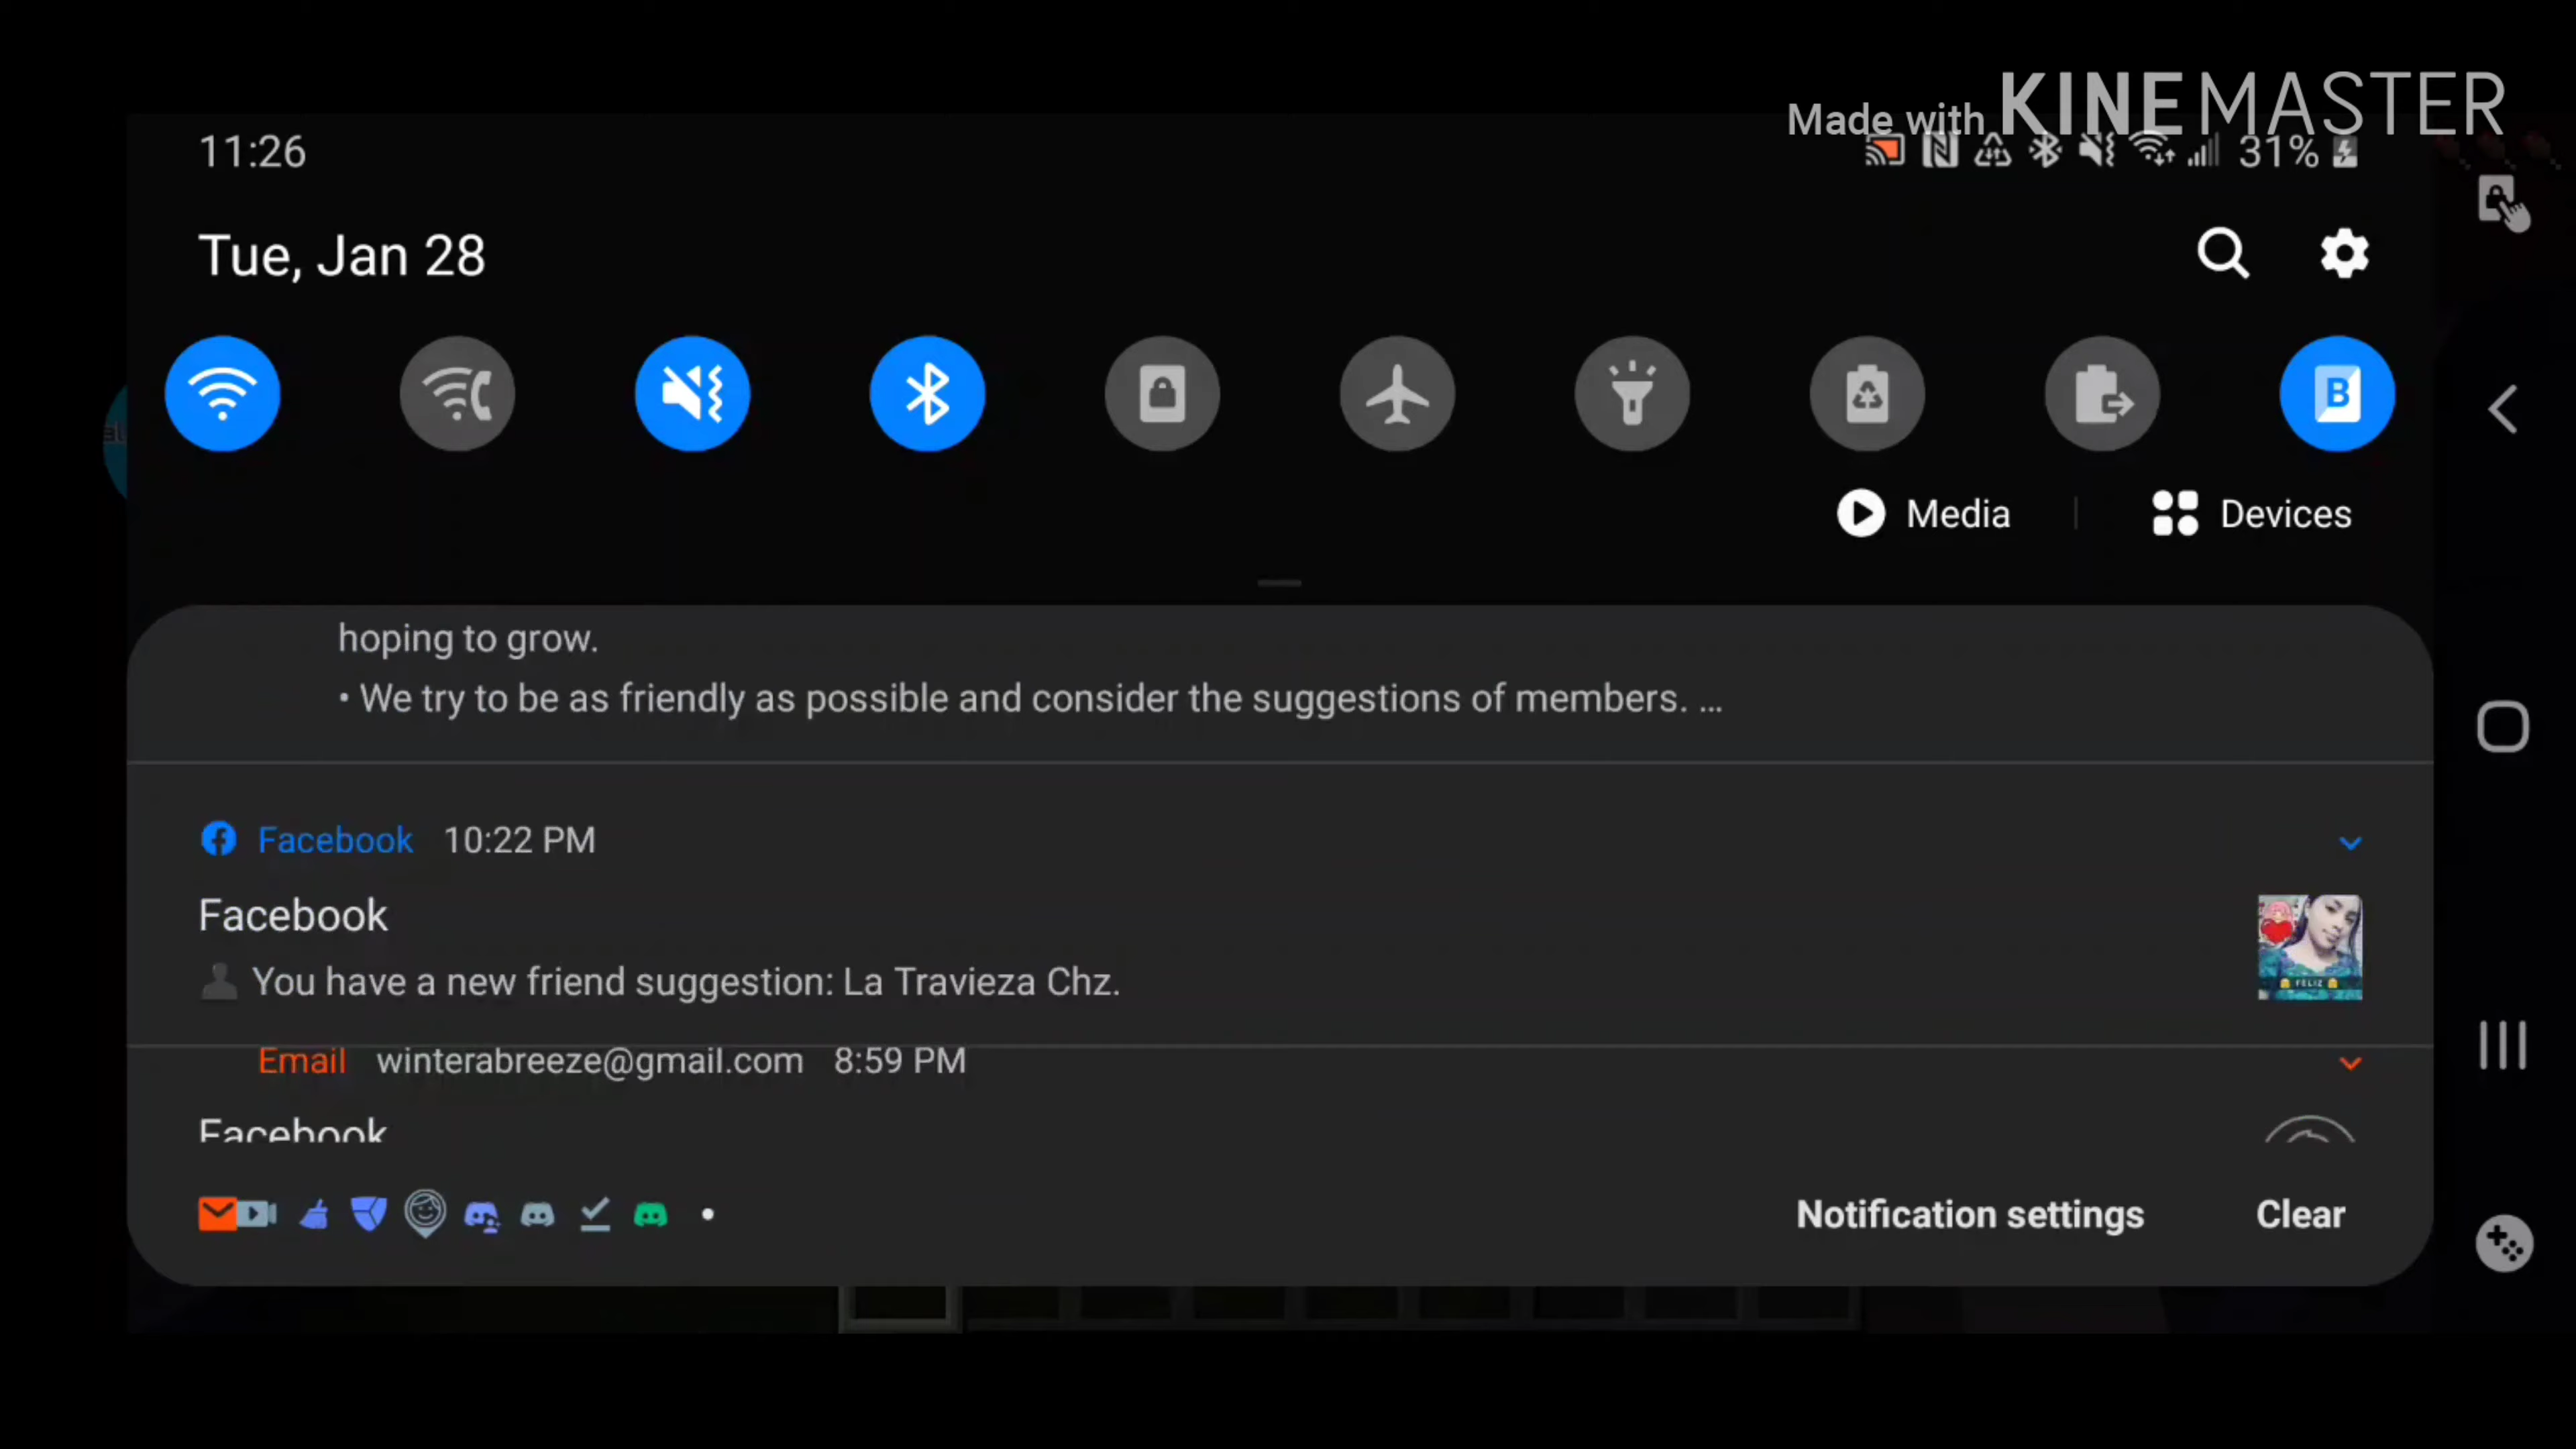 Made with KINEMASTER
11:26
31%
Tue, Jan 28
B
Media
Devices
hoping to grow.
• We try to be as friendly as possible and consider the suggestions of members. ...
Facebook 10:22 PM
Facebook
You have a new friend suggestion: La Travieza Chz.
FELIZ
Email winterabreeze@gmail.com 8:59 PM
Facebook
Notification settings
Clear